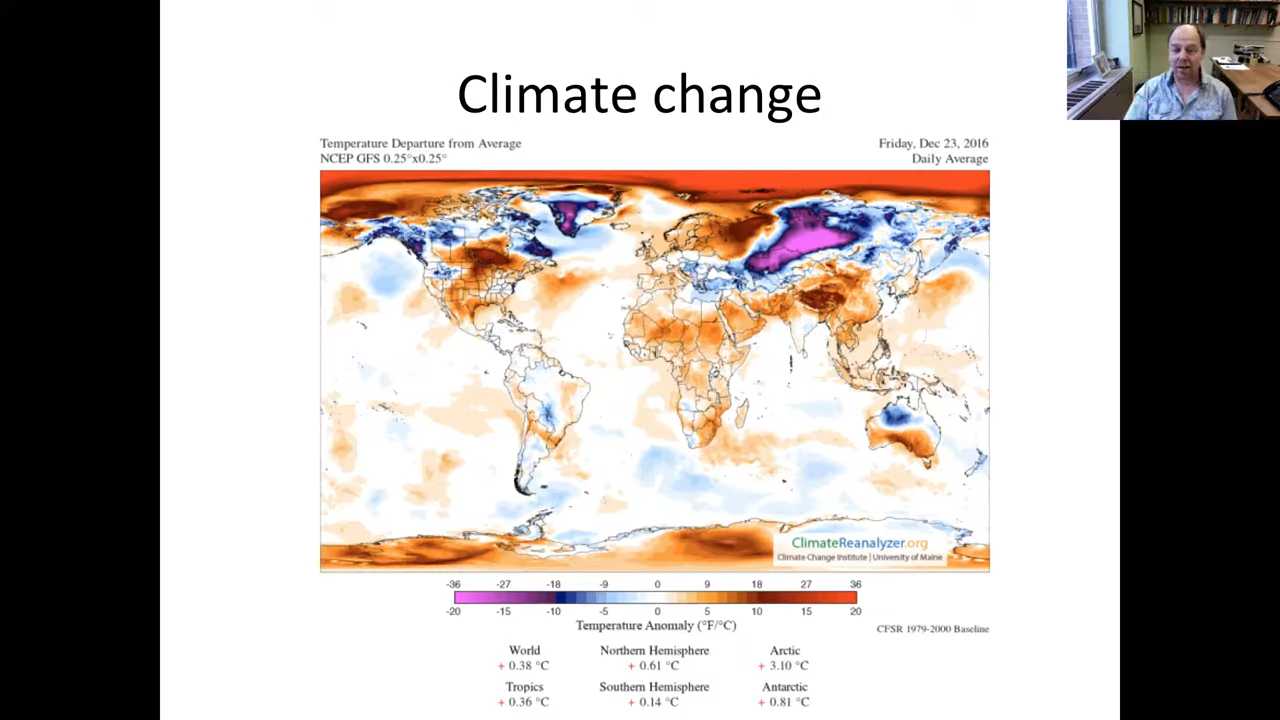 Climate change
Temperature Departure from Average
NCEP GFS 0.25°x0.25°
Friday, Dec 23, 2016
Daily Average
ClimateReanalyzer.org
Climate Change Institute | University of Maine
-36 -27 -18 -9 0 9 18 27 36
-20 -15 -10 -5 0 5 10 15 20
Temperature Anomaly (°F/°C)
CFSR 1979-2000 Baseline
World Northern Hemisphere Arctic
+ 0.38 °C + 0.61 °C + 3.10 °C
Tropics Southern Hemisphere Antarctic
+ 0.36 °C + 0.14 °C + 0.81 °C